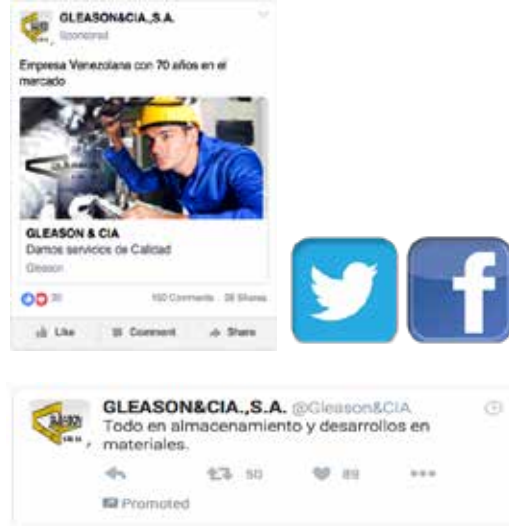 GLEASON&CIA.,S.A.
Sponsored
Empresa Venezolana con 70 años en el
mercado
GLEASON & CIA
Damos servicios de Calidad
Gleason
Like
Comment
Share
GLEASON&CIA.,S.A. @Gleason&CIA
Todo en almacenamiento y desarrollos en
materiales.
50
89
Promoted